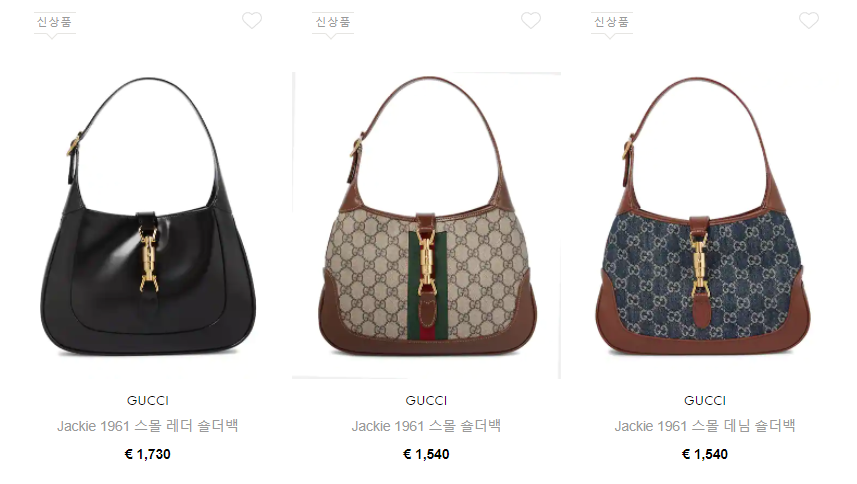 신상품
신상품
신상품
GUCCI
Jackie 1961 스몰 레더 숄더백
€ 1,730
GUCCI
Jackie 1961 스몰 숄더백
€ 1,540
GUCCI
Jackie 1961 스몰 데님 숄더백
€ 1,540